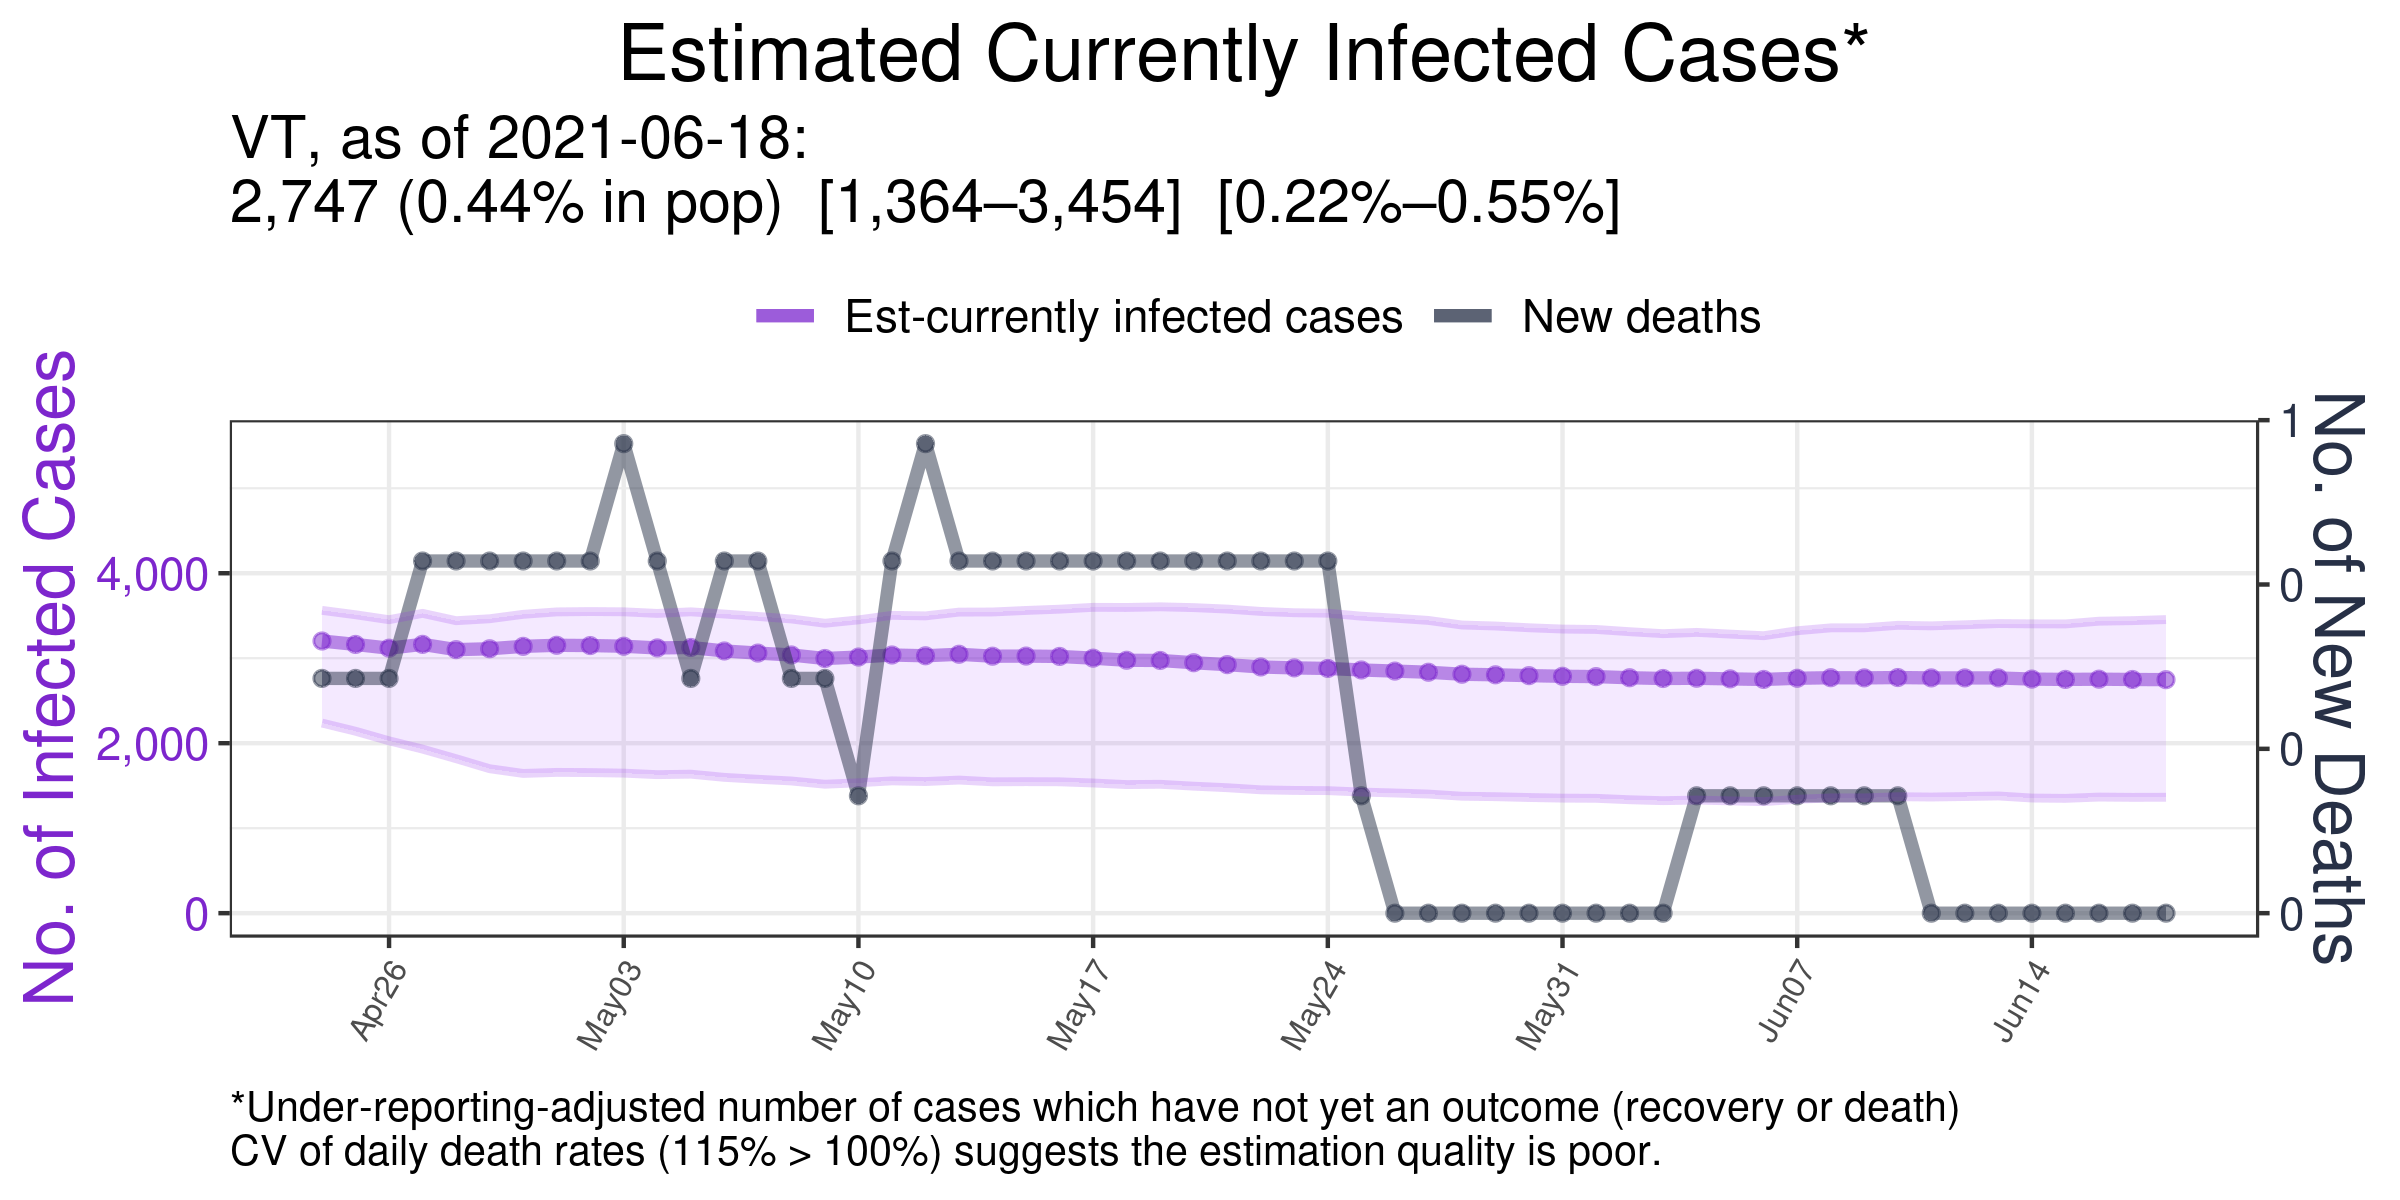 Estimated Currently Infected Cases*
VT, as of 2021-06-18:
2,747 (0.44% in pop)  [1,364–3,454]  [0.22%–0.55%]
Est-currently infected cases
New deaths
No. of Infected Cases
4,000
2,000
0
1
0
0
0
No. of New Deaths
Apr26
May03
May10
May17
May24
May31
Jun07
Jun14
*Under-reporting-adjusted number of cases which have not yet an outcome (recovery or death)
CV of daily death rates (115% > 100%) suggests the estimation quality is poor.